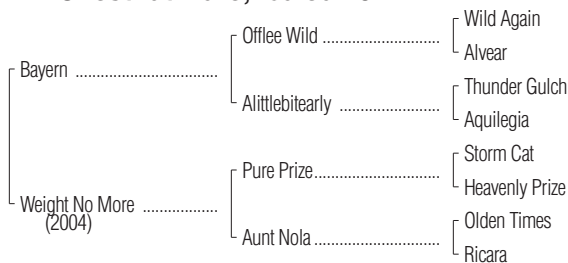 Wild Again
Offlee Wild ........................
Alvear
Bayern ..................................
Thunder Gulch
Alittlebitearly ........................
Aquilegia
Storm Cat
Pure Prize...........................
Heavenly Prize
Weight No More ..................
(2004)
Olden Times
Aunt Nola ...........................
Ricara